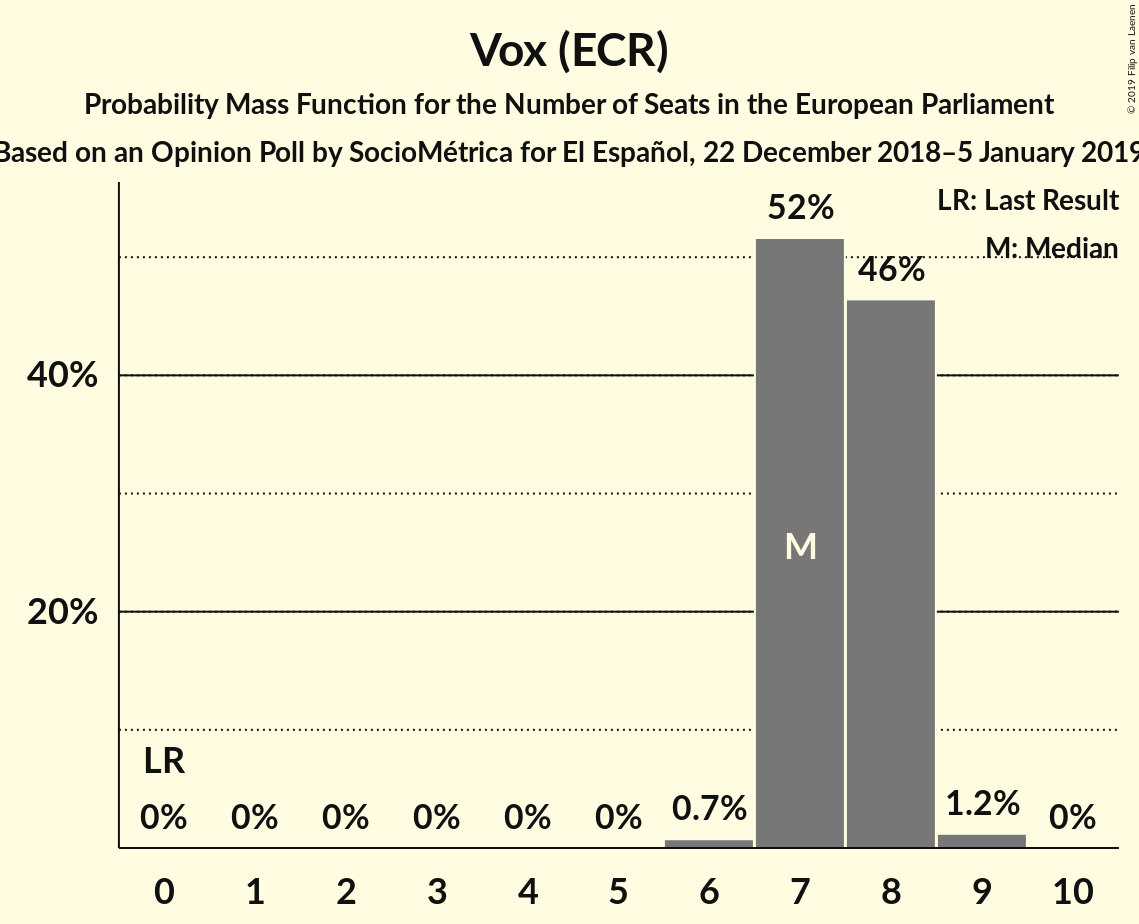 © 2019 Filip van Laenen
Vox (ECR)
Probability Mass Function for the Number of Seats in the European Parliament
Based on an Opinion Poll by SocioMétrica for El Español, 22 December 2018–5 January 2019
LR: Last Result
M: Median
52%
46%
40%
M
20%
LR
0% 0% 0% 0% 0% 0% 0.7% 1.2% 0%
0 1 2 3 4 5 6 7 8 9 10